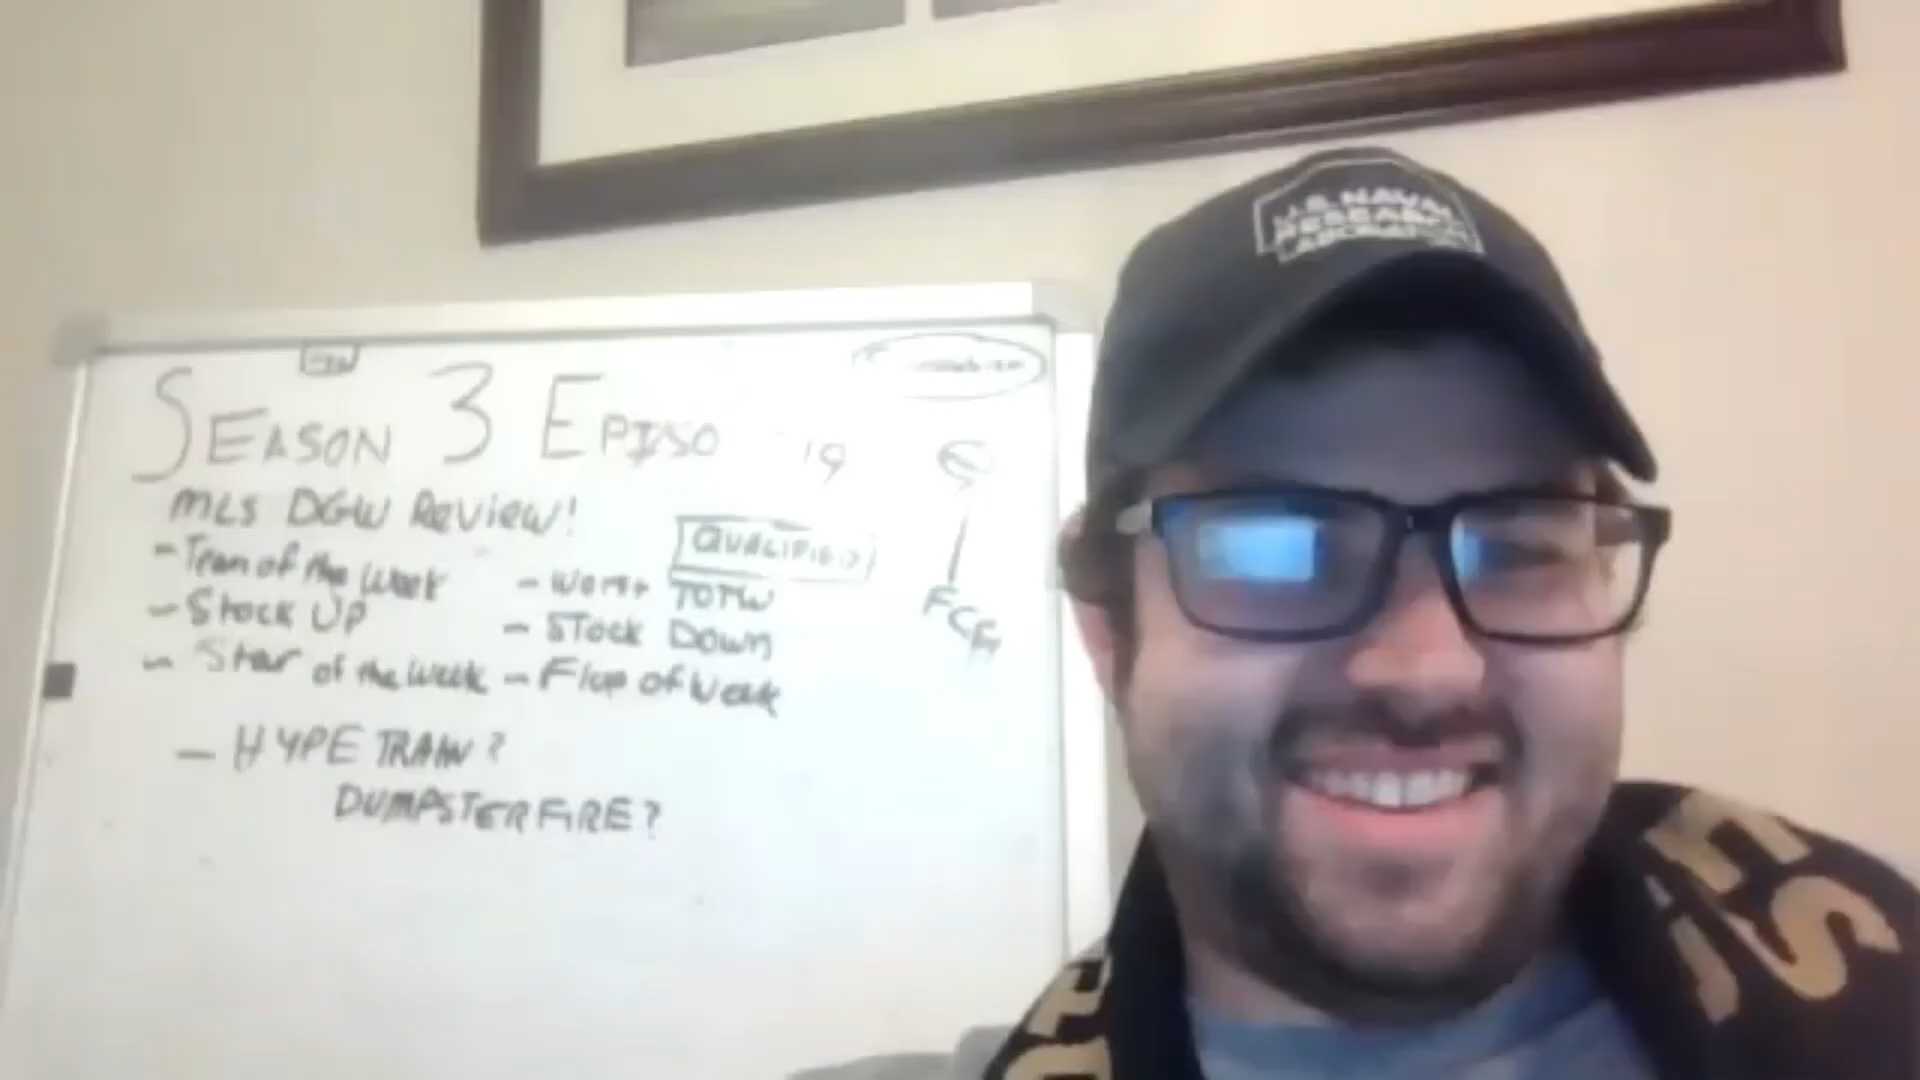 U.S. NAVAL
RESEARCH
LABORATORY
SEASON 3 EPISO 19
MLS DGW REVIEW!
QUALIFIED
- Team of the Week
- Worst TOTW
- Stock UP
- STock Down
- Star of the Week
- Flop of Week
- HYPE TRAIN?
DUMPSTER FIRE?
ES